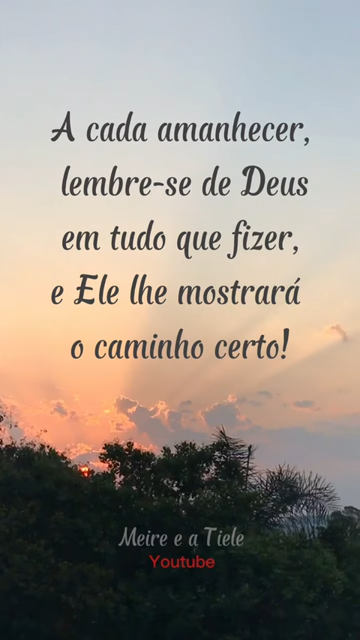 A cada amanhecer,
lembre-se de Deus
em tudo que fizer,
e Ele lhe mostrará
o caminho certo!
Meire e a Tiele
Youtube